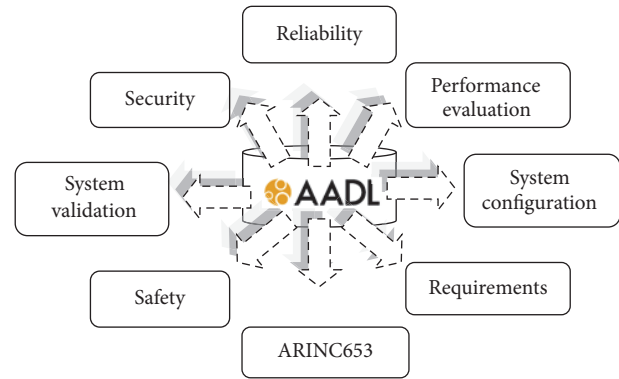 Reliability
Security
Performance
evaluation
System
validation
AADL
System
configuration
Safety
Requirements
ARINC653